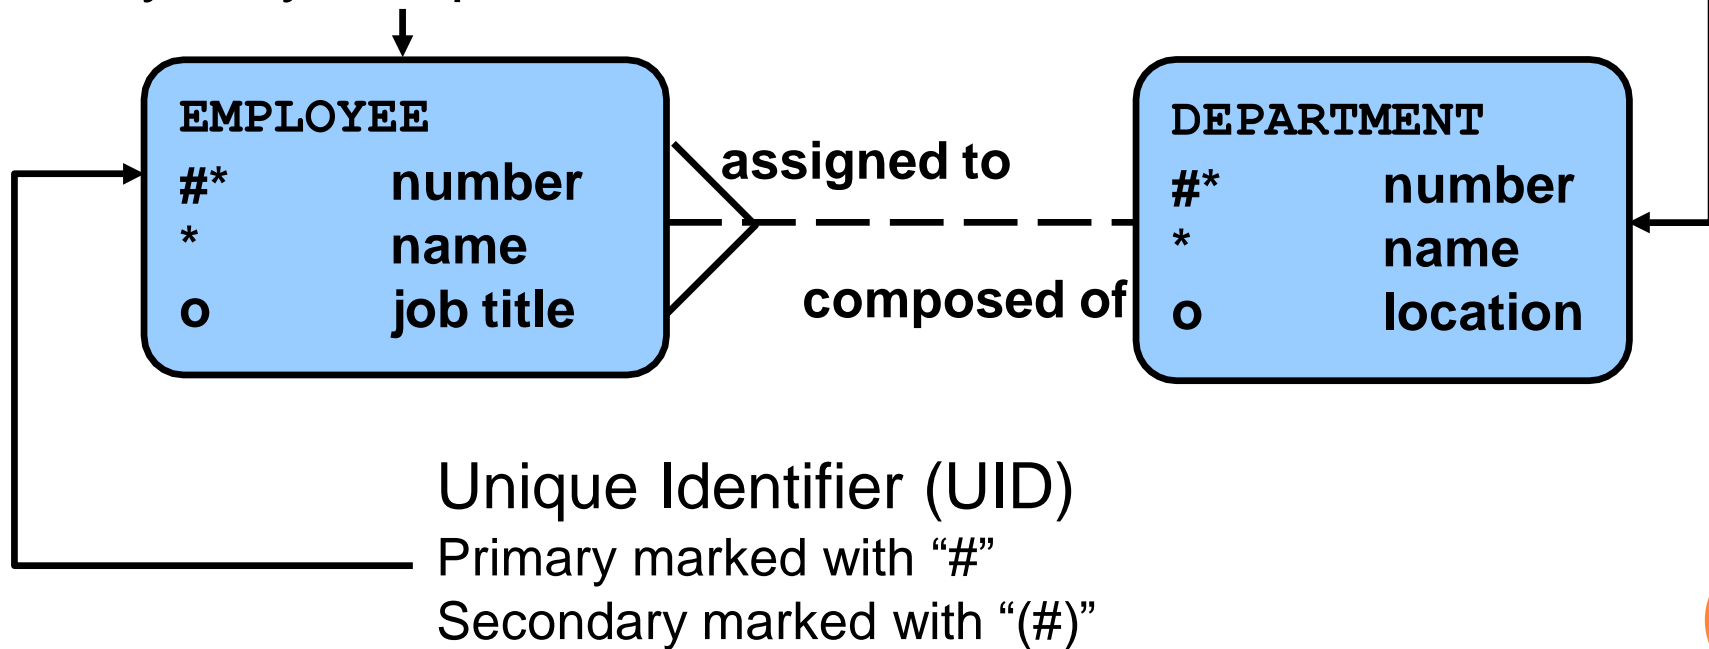 EMPLOYEE
#* number
* name
o job title
assigned to
composed of
DEPARTMENT
#* number
* name
o location
Unique Identifier (UID)
Primary marked with “#”
Secondary marked with “(#)”